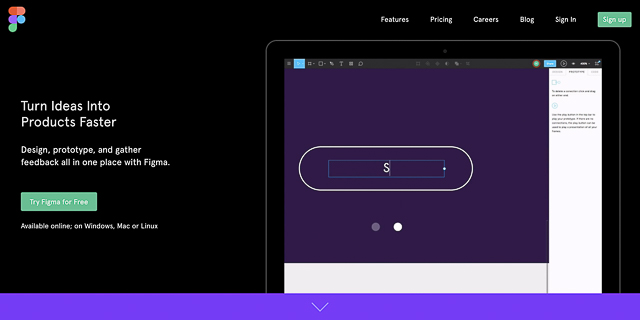 Features Pricing Careers Blog Sign In Sign up
Turn Ideas Into
Products Faster
Design, prototype, and gather
feedback all in one place with Figma.
Try Figma for Free
Available online; on Windows, Mac or Linux
PROTOTYPE
S